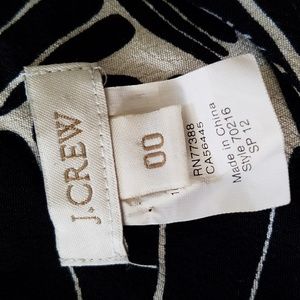 J.CREW
00
RN77388
CA56445
Made in China
Style 70216
SP 12